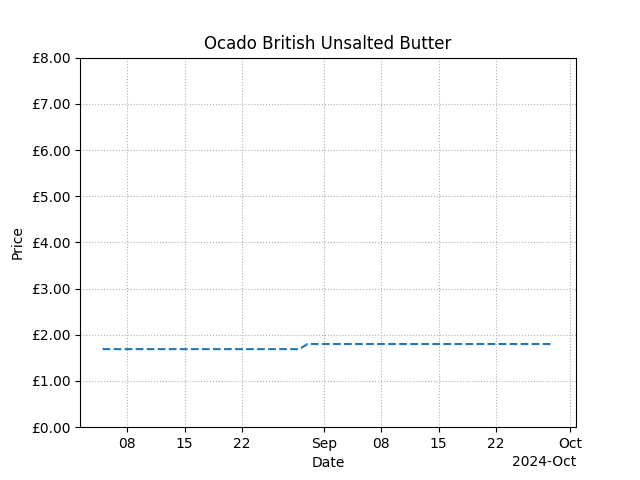 Ocado British Unsalted Butter
£8.00
£7.00
£6.00
£5.00
£4.00
£3.00
£2.00
£1.00
£0.00
Price
08 15 22 Sep 08 15 22 Oct
Date
2024-Oct